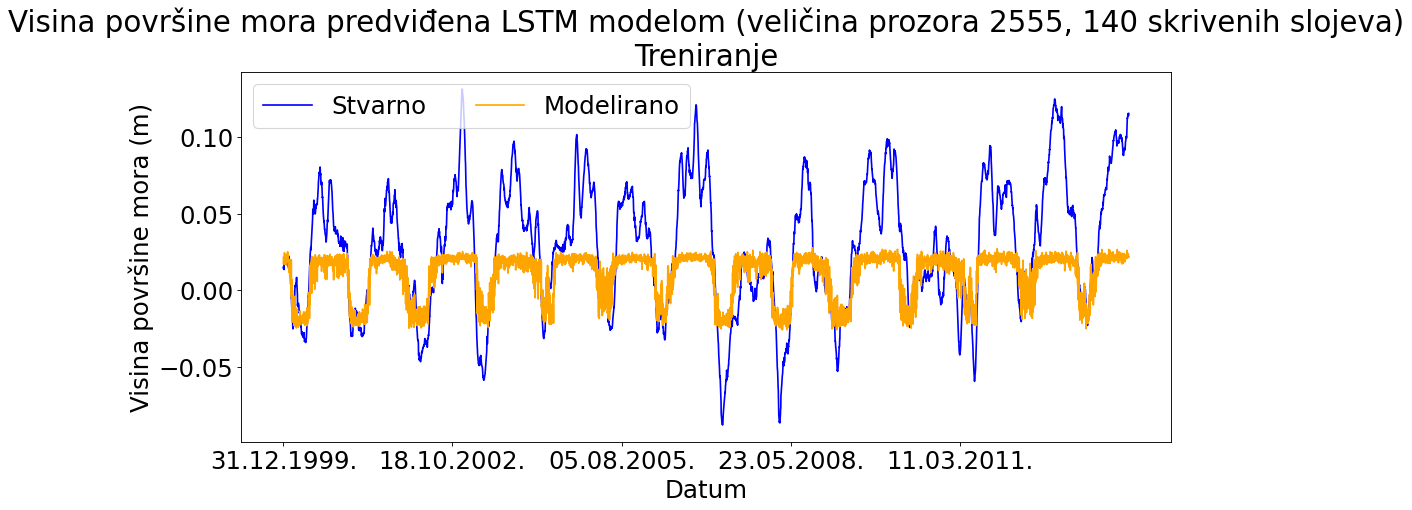 Visina površine mora predviđena LSTM modelom (veličina prozora 2555, 140 skrivenih slojeva)
Treniranje
Stvarno Modelirano
Visina površine mora (m)
0.10
0.05
0.00
−0.05
31.12.1999. 18.10.2002. 05.08.2005. 23.05.2008. 11.03.2011.
Datum